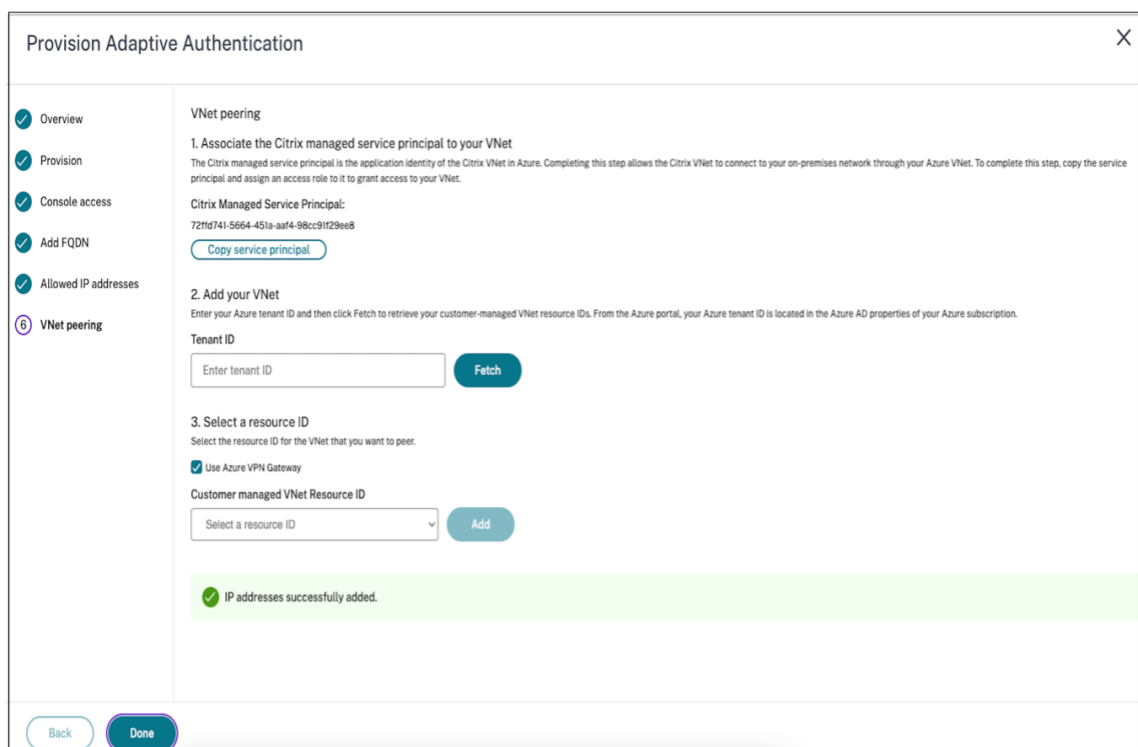 Provision Adaptive Authentication
Overview
Provision
Console access
Add FQDN
Allowed IP addresses
6 VNet peering
VNet peering
1. Associate the Citrix managed service principal to your VNet
The Citrix managed service principal is the application identity of the Citrix VNet in Azure. Completing this step allows the Citrix VNet to connect to your on-premises network through your Azure VNet. To complete this step, copy the service
principal and assign an access role to it to grant access to your VNet.
Citrix Managed Service Principal:
72ffd741-5664-451a-aaf4-98cc91f29ee8
Copy service principal
2. Add your VNet
Enter your Azure tenant ID and then click Fetch to retrieve your customer-managed VNet resource IDs. From the Azure portal, your Azure tenant ID is located in the Azure AD properties of your Azure subscription.
Tenant ID
Enter tenant ID
Fetch
3. Select a resource ID
Select the resource ID for the VNet that you want to peer.
Use Azure VPN Gateway
Customer managed VNet Resource ID
Select a resource ID
Add
IP addresses successfully added.
Back
Done